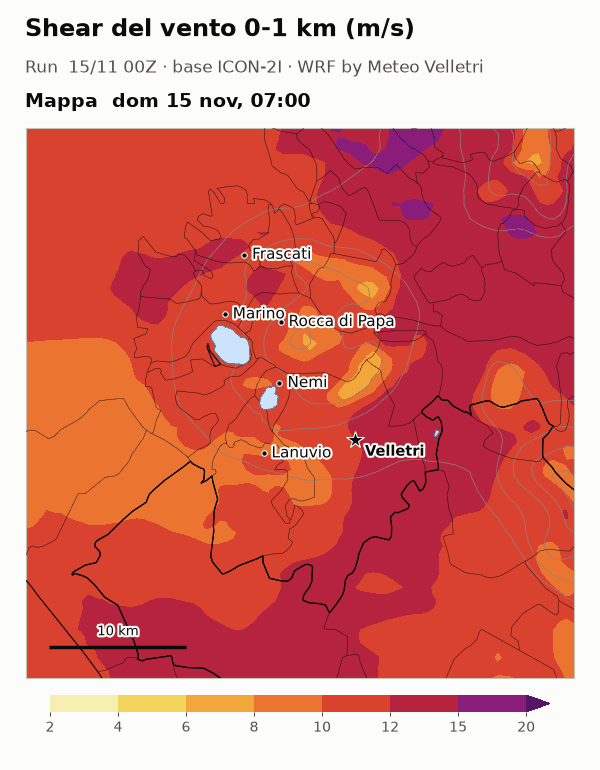 Shear del vento 0-1 km (m/s)
Run  15/11 00Z · base ICON-2I · WRF by Meteo Velletri
Mappa  dom 15 nov, 07:00
Frascati
Marino
Rocca di Papa
Nemi
Velletri
Lanuvio
10 km
2 4 6 8 10 12 15 20